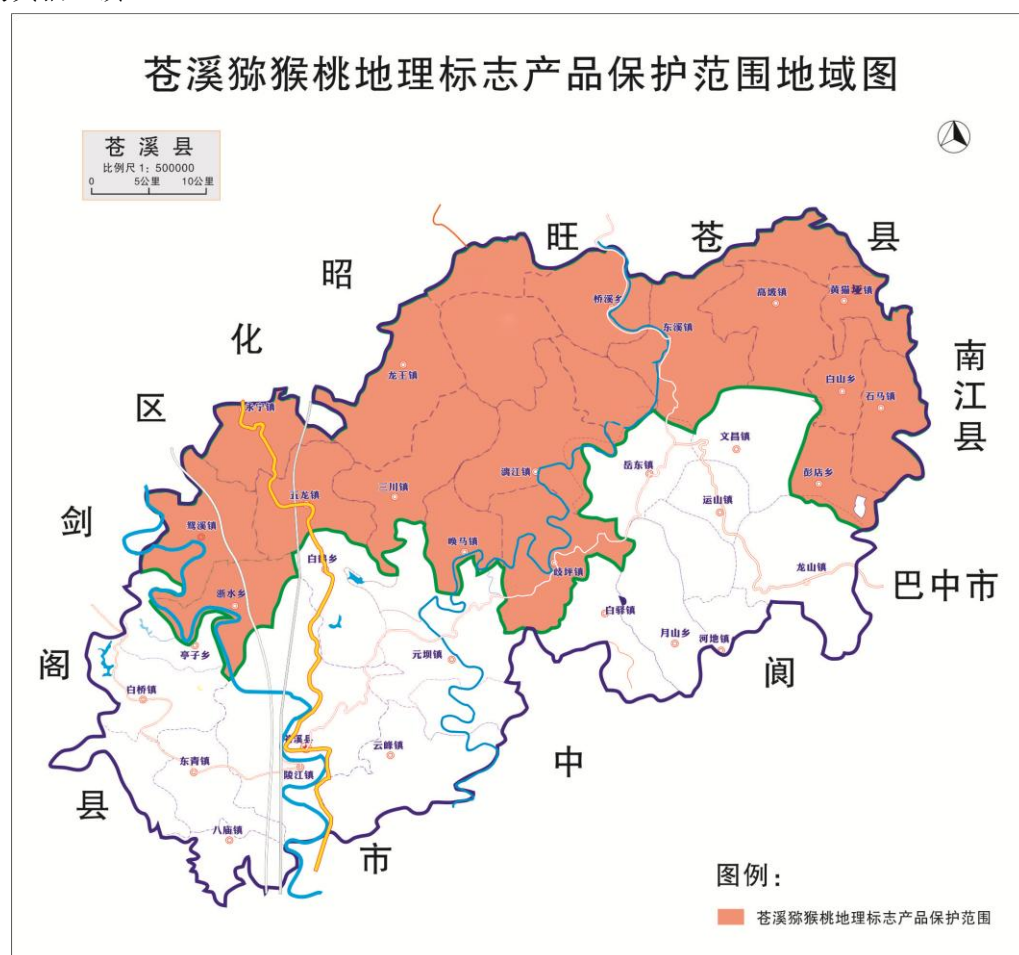 苍溪猕猴桃地理标志产品保护范围地域图
苍溪县
比例尺 1：500000
0 5公里 10公里
旺 苍 县
昭
化
区
剑
阁
县
南江县
巴中市
阆
中
市
桥溪乡
高坡镇
黄猫垭镇
东溪镇
龙王镇
白山乡
石马镇
永宁镇
文昌镇
漓江镇
岳东镇
彭店乡
三川镇
五龙镇
运山镇
鸳溪镇
唤马镇
白鹤乡
歧坪镇
龙山镇
浙水乡
白驿镇
月山乡
河地镇
亭子乡
元坝镇
白桥镇
苍溪县
云峰镇
东青镇
陵江镇
八庙镇
图例：
苍溪猕猴桃地理标志产品保护范围